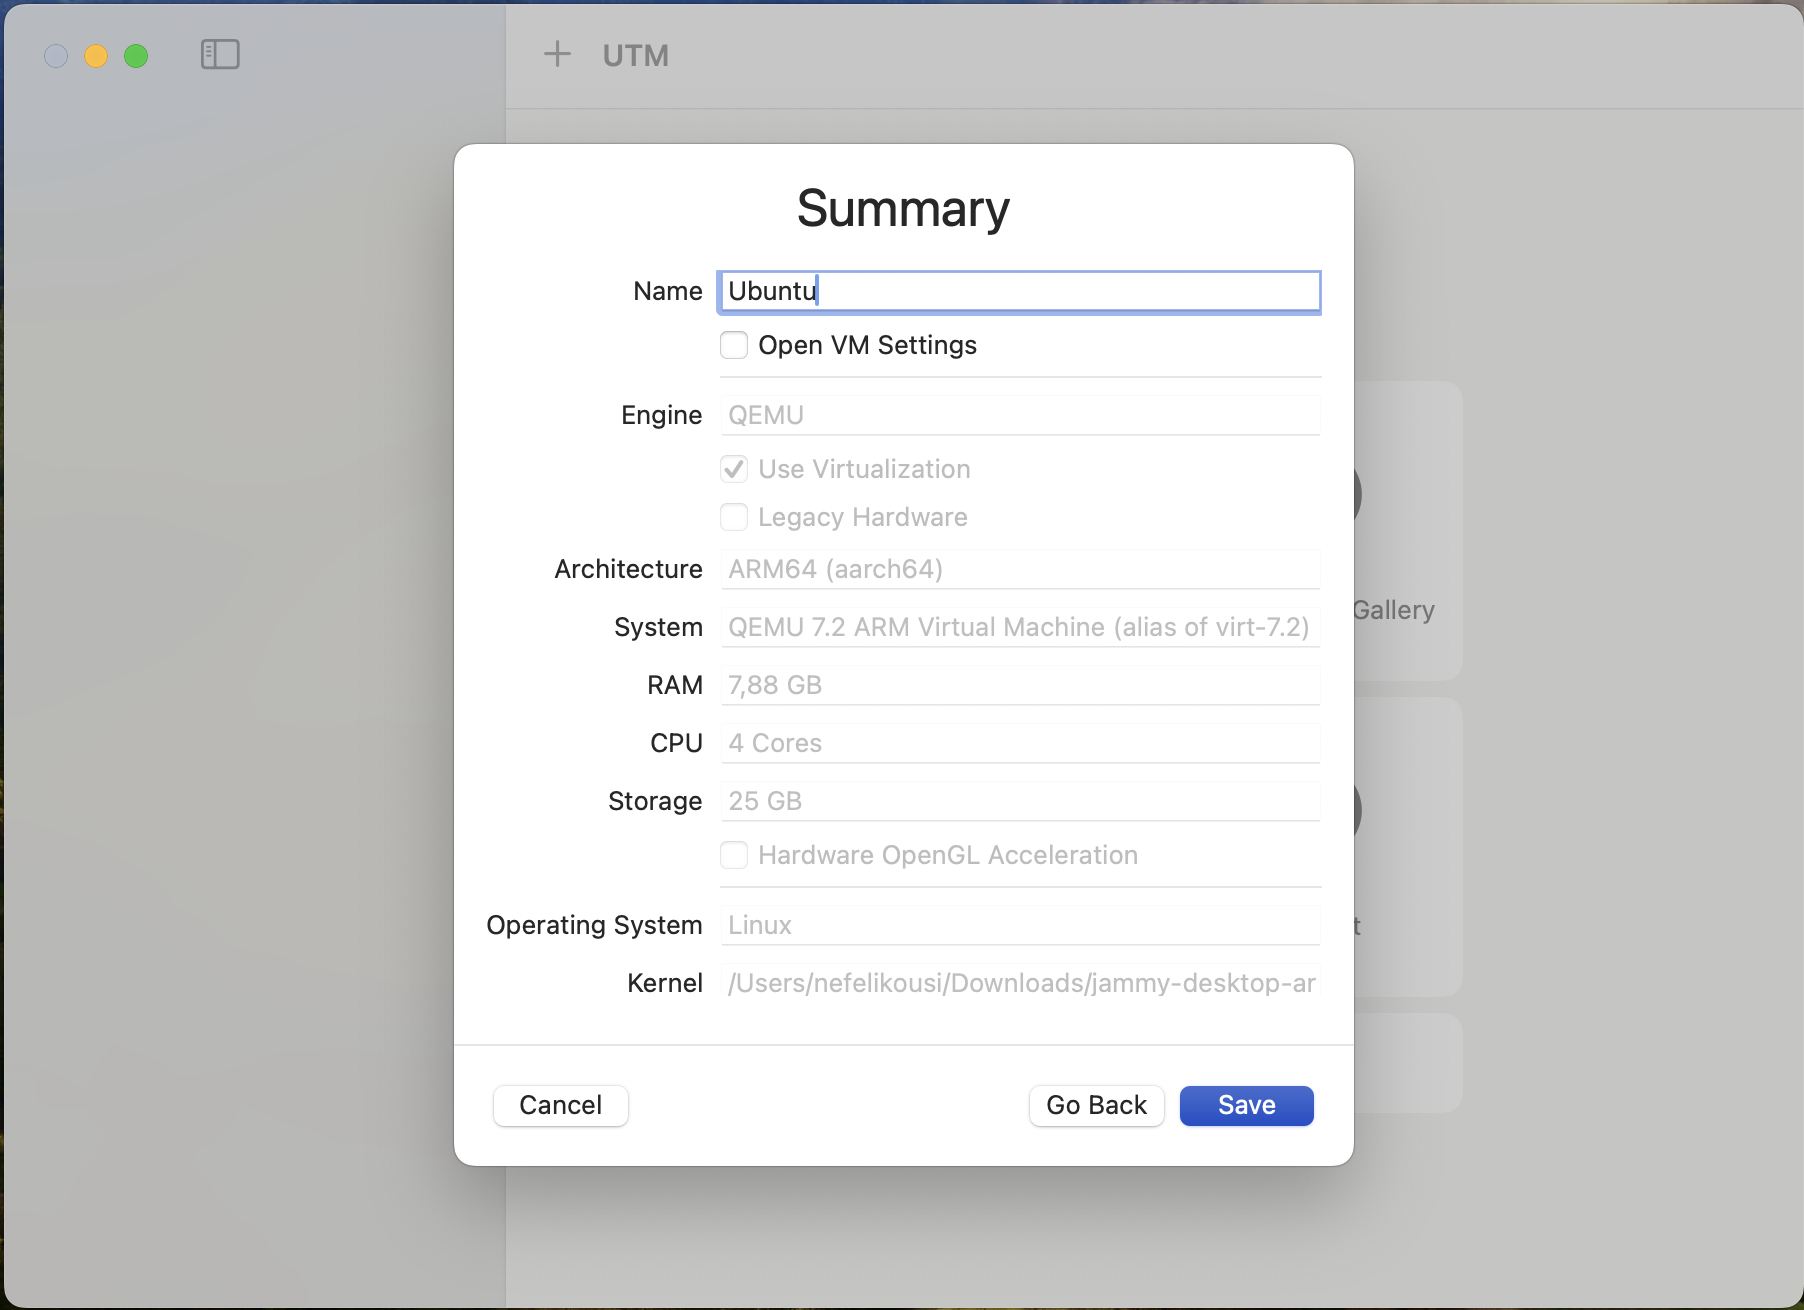 UTM
Summary
Name Ubuntu
Open VM Settings
Engine QEMU
Use Virtualization
Legacy Hardware
Architecture ARM64 (aarch64)
System QEMU 7.2 ARM Virtual Machine (alias of virt-7.2)
Gallery
RAM 7,88 GB
CPU 4 Cores
Storage 25 GB
Hardware OpenGL Acceleration
Operating System Linux
t
Kernel /Users/nefelikousi/Downloads/jammy-desktop-ar
Cancel Go Back Save